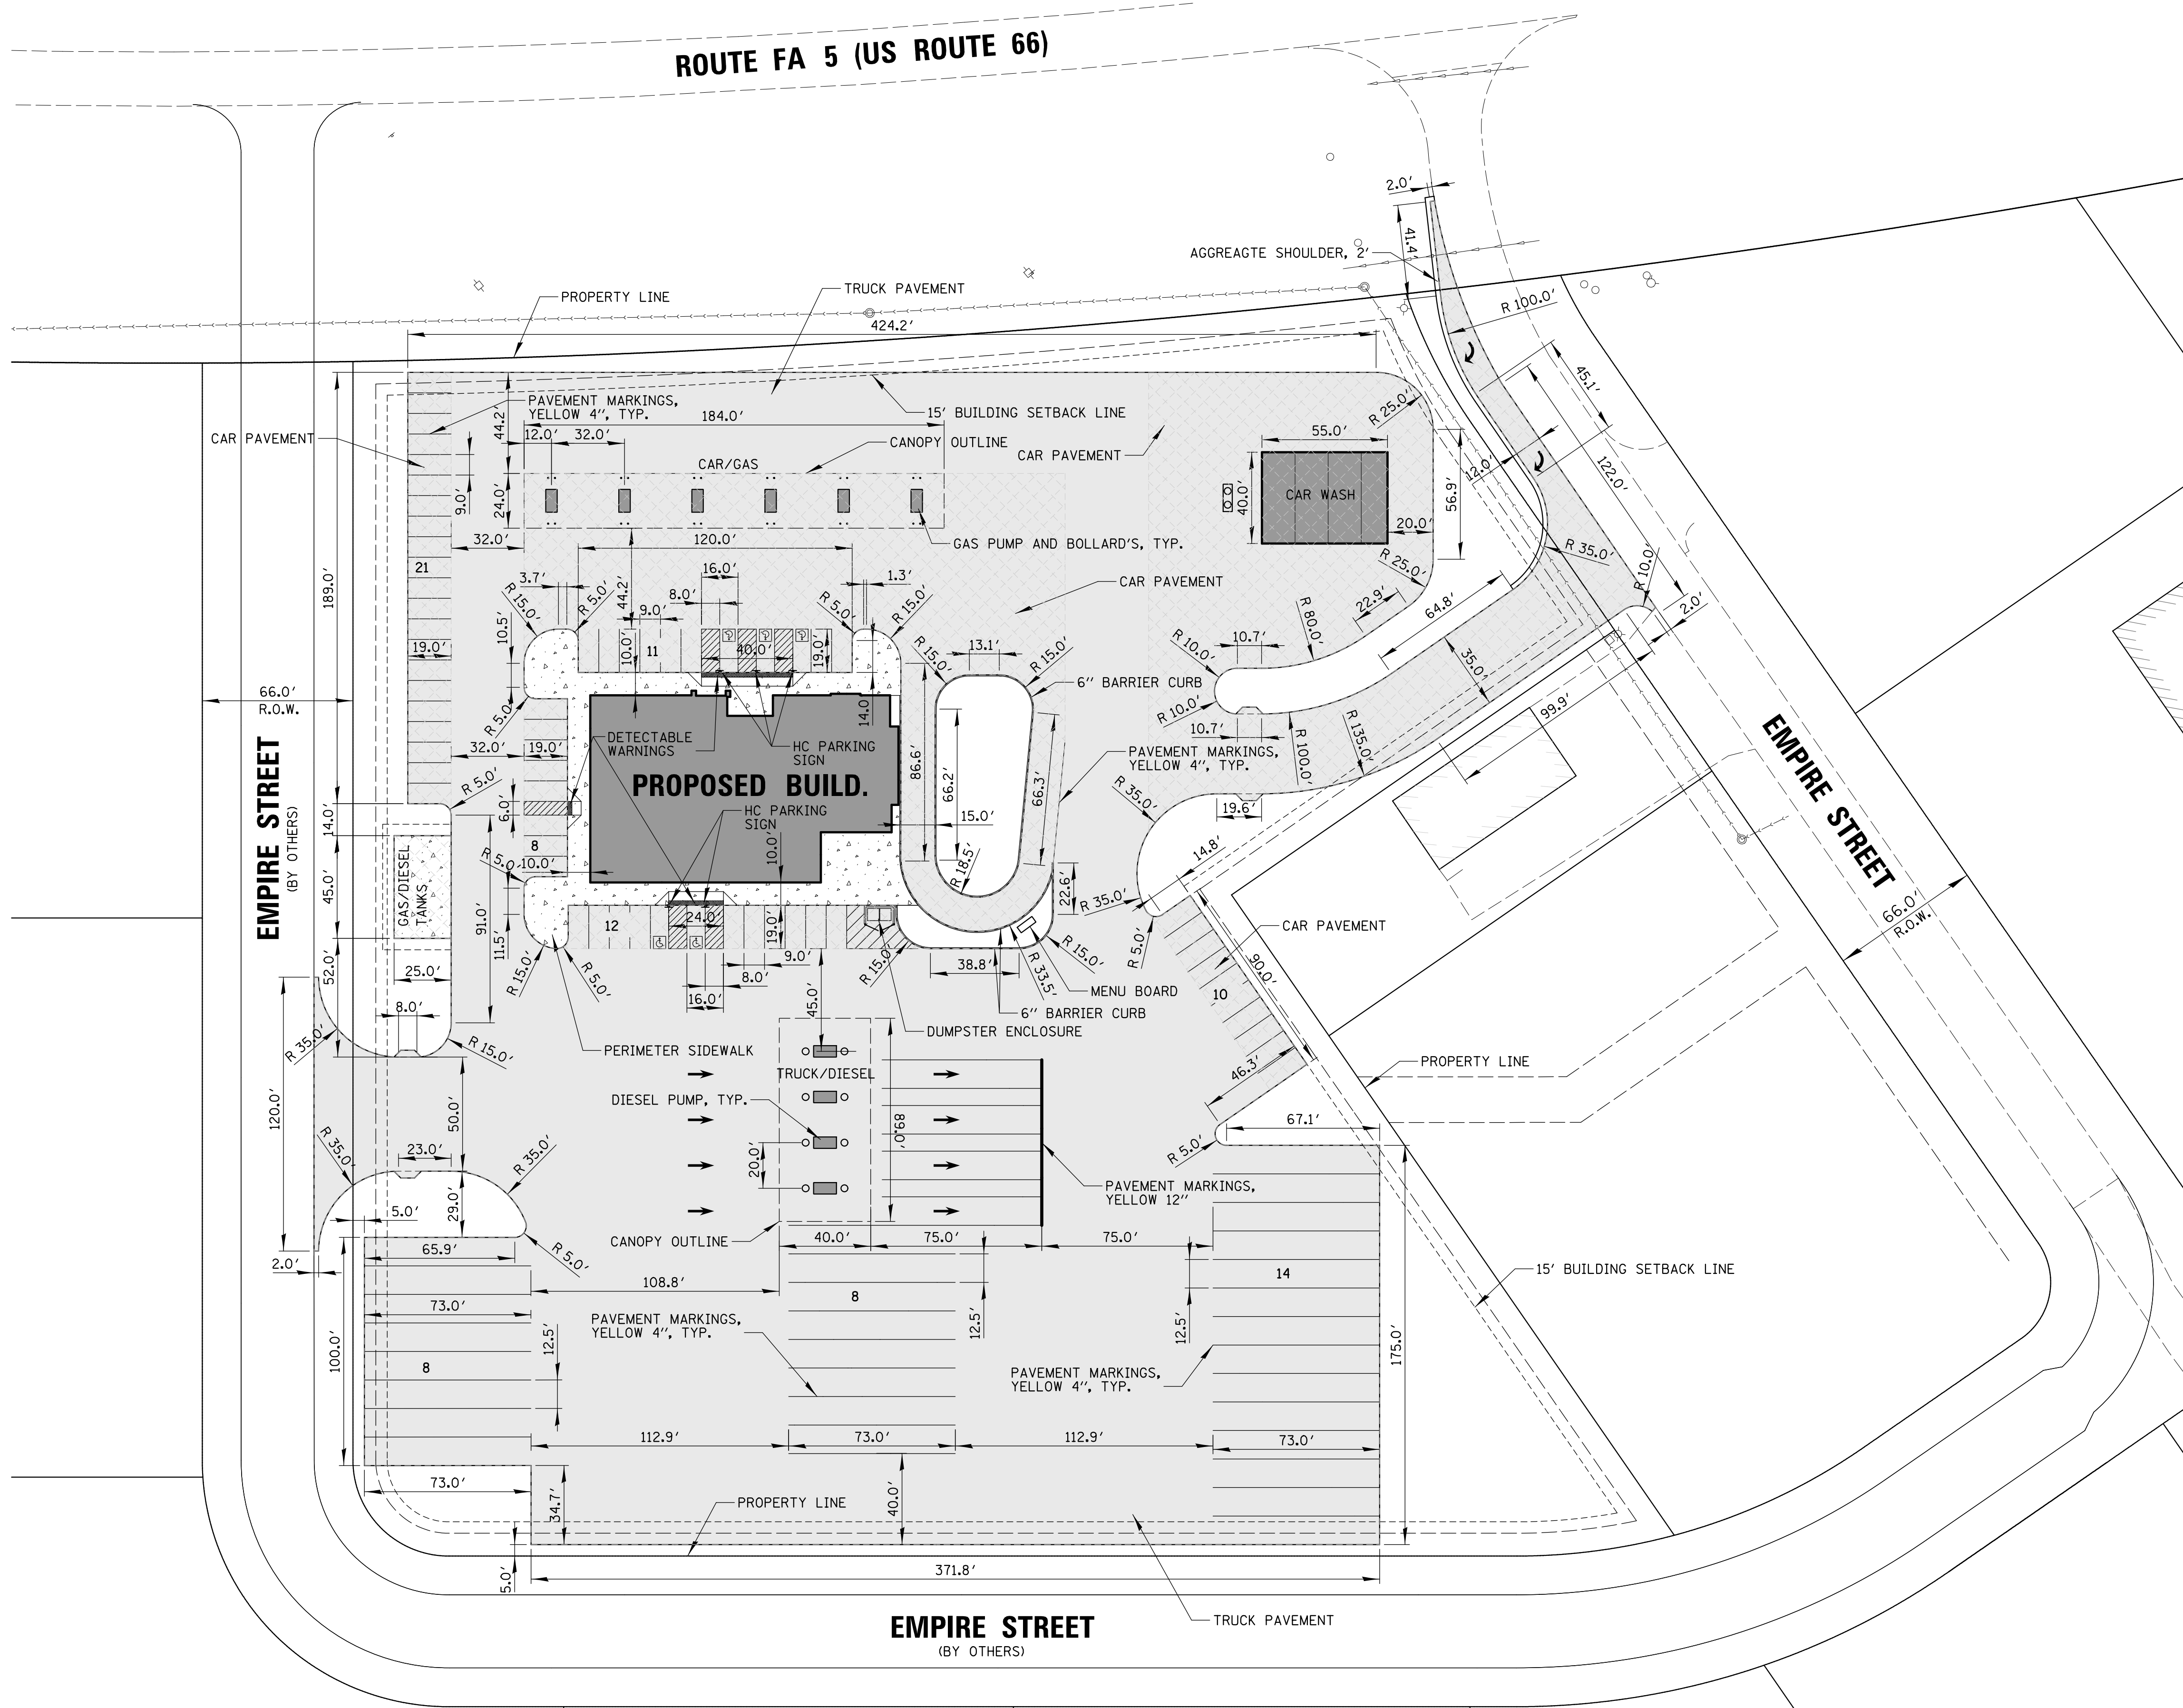 ROUTE FA 5 (US ROUTE 66)
2.0'
41.4'
AGGREAGTE SHOULDER, 2'
PROPERTY LINE
TRUCK PAVEMENT
R 100.0'
424.2'
45.1'
PAVEMENT MARKINGS,
YELLOW 4", TYP.
44.2'
184.0'
15' BUILDING SETBACK LINE
R 25.0'
CAR PAVEMENT
12.0'
32.0'
CANOPY OUTLINE
55.0'
CAR/GAS
CAR PAVEMENT
12.0'
122.0'
9.0'
24.0'
40.0'
CAR WASH
56.9'
20.0'
32.0'
120.0'
GAS PUMP AND BOLLARD'S, TYP.
R 35.0'
21
189.0'
3.7'
16.0'
1.3'
CAR PAVEMENT
R 25.0'
R 10.0'
R 15.0'
R 5.0'
44.2'
8.0'
9.0'
R 5.0'
R 15.0'
22.9'
64.8'
2.0'
10.5'
R 80.0'
19.0'
10.0'
11
40.0'
19.0'
R 15.0'
13.1'
R 15.0'
R 10.0'
10.7'
35.0'
66.0'
R.O.W.
6" BARRIER CURB
R 5.0'
14.0'
R 10.0'
99.9'
32.0'
19.0'
DETECTABLE
WARNINGS
HC PARKING
SIGN
86.6'
66.2'
66.3'
PAVEMENT MARKINGS,
YELLOW 4", TYP.
10.7'
R 100.0'
R 135.0'
EMPIRE STREET
EMPIRE STREET
(BY OTHERS)
R 5.0'
PROPOSED BUILD.
R 35.0'
6.0'
14.0'
HC PARKING
SIGN
15.0'
19.6'
8
10.0'
R 5.0'
10.0'
14.8'
GAS/DIESEL
TANKS
45.0'
R 18.5'
22.6'
R 35.0'
66.0'
R.O.W.
91.0'
11.5'
12
24.0'
19.0'
CAR PAVEMENT
52.0'
25.0'
R 15.0'
R 5.0'
9.0'
8.0'
16.0'
R 15.0'
38.8'
R 33.5'
R 15.0'
R 5.0'
90.0'
10
8.0'
45.0'
MENU BOARD
6" BARRIER CURB
R 35.0'
R 15.0'
PERIMETER SIDEWALK
DUMPSTER ENCLOSURE
120.0'
TRUCK/DIESEL
46.3'
PROPERTY LINE
50.0'
DIESEL PUMP, TYP.
89.0'
67.1'
R 35.0'
23.0'
R 35.0'
20.0'
R 5.0'
PAVEMENT MARKINGS,
YELLOW 12"
5.0'
29.0'
CANOPY OUTLINE
40.0'
75.0'
75.0'
65.9'
R 5.0'
2.0'
108.8'
14
15' BUILDING SETBACK LINE
73.0'
8
12.5'
12.5'
PAVEMENT MARKINGS,
YELLOW 4", TYP.
12.5'
100.0'
8
175.0'
PAVEMENT MARKINGS,
YELLOW 4", TYP.
112.9'
73.0'
112.9'
73.0'
73.0'
34.7'
PROPERTY LINE
40.0'
5.0'
371.8'
EMPIRE STREET
(BY OTHERS)
TRUCK PAVEMENT